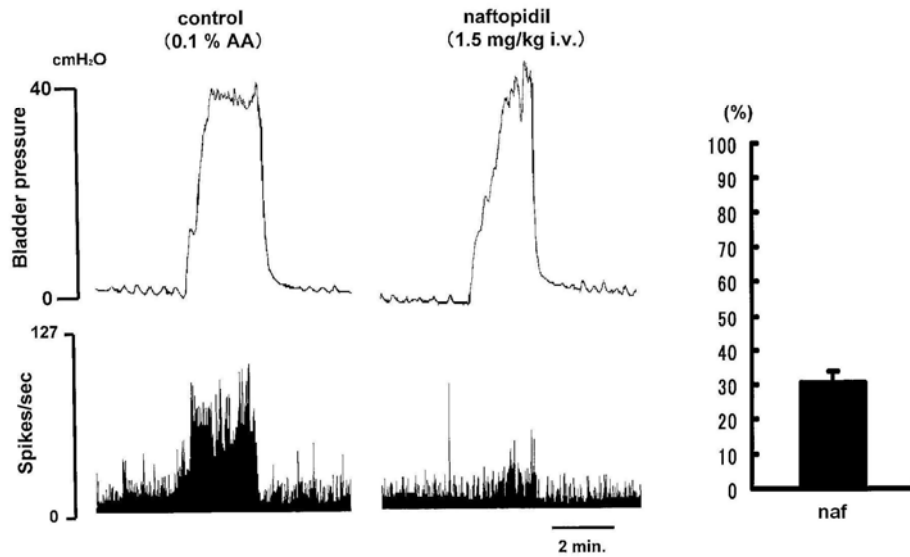 control
(0.1 % AA)
naftopidil
(1.5 mg/kg i.v.)
cmH₂O
40
Bladder pressure
0
127
Spikes/sec
0
2 min.
(%)
100
90
80
70
60
50
40
30
20
10
0
naf